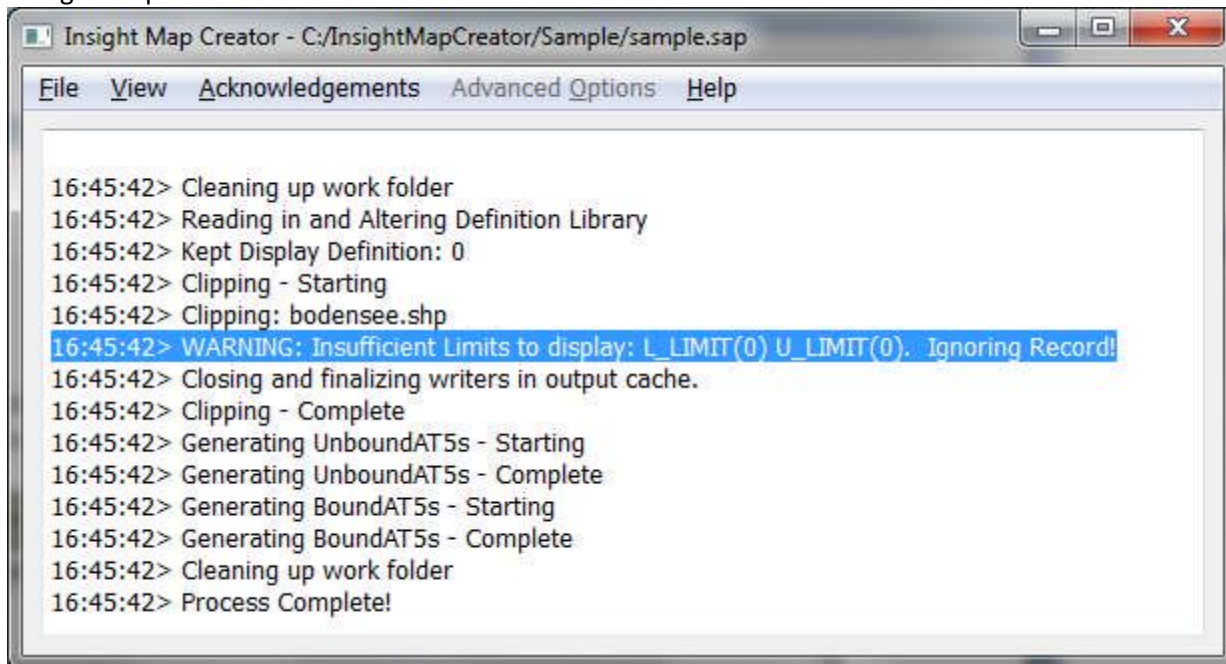 Insight Map Creator - C:/InsightMapCreator/Sample/sample.sap
File View Acknowledgements Advanced Options Help
16:45:42> Cleaning up work folder
16:45:42> Reading in and Altering Definition Library
16:45:42> Kept Display Definition: 0
16:45:42> Clipping - Starting
16:45:42> Clipping: bodensee.shp
16:45:42> WARNING: Insufficient Limits to display: L_LIMIT(0) U_LIMIT(0).  Ignoring Record!
16:45:42> Closing and finalizing writers in output cache.
16:45:42> Clipping - Complete
16:45:42> Generating UnboundAT5s - Starting
16:45:42> Generating UnboundAT5s - Complete
16:45:42> Generating BoundAT5s - Starting
16:45:42> Generating BoundAT5s - Complete
16:45:42> Cleaning up work folder
16:45:42> Process Complete!